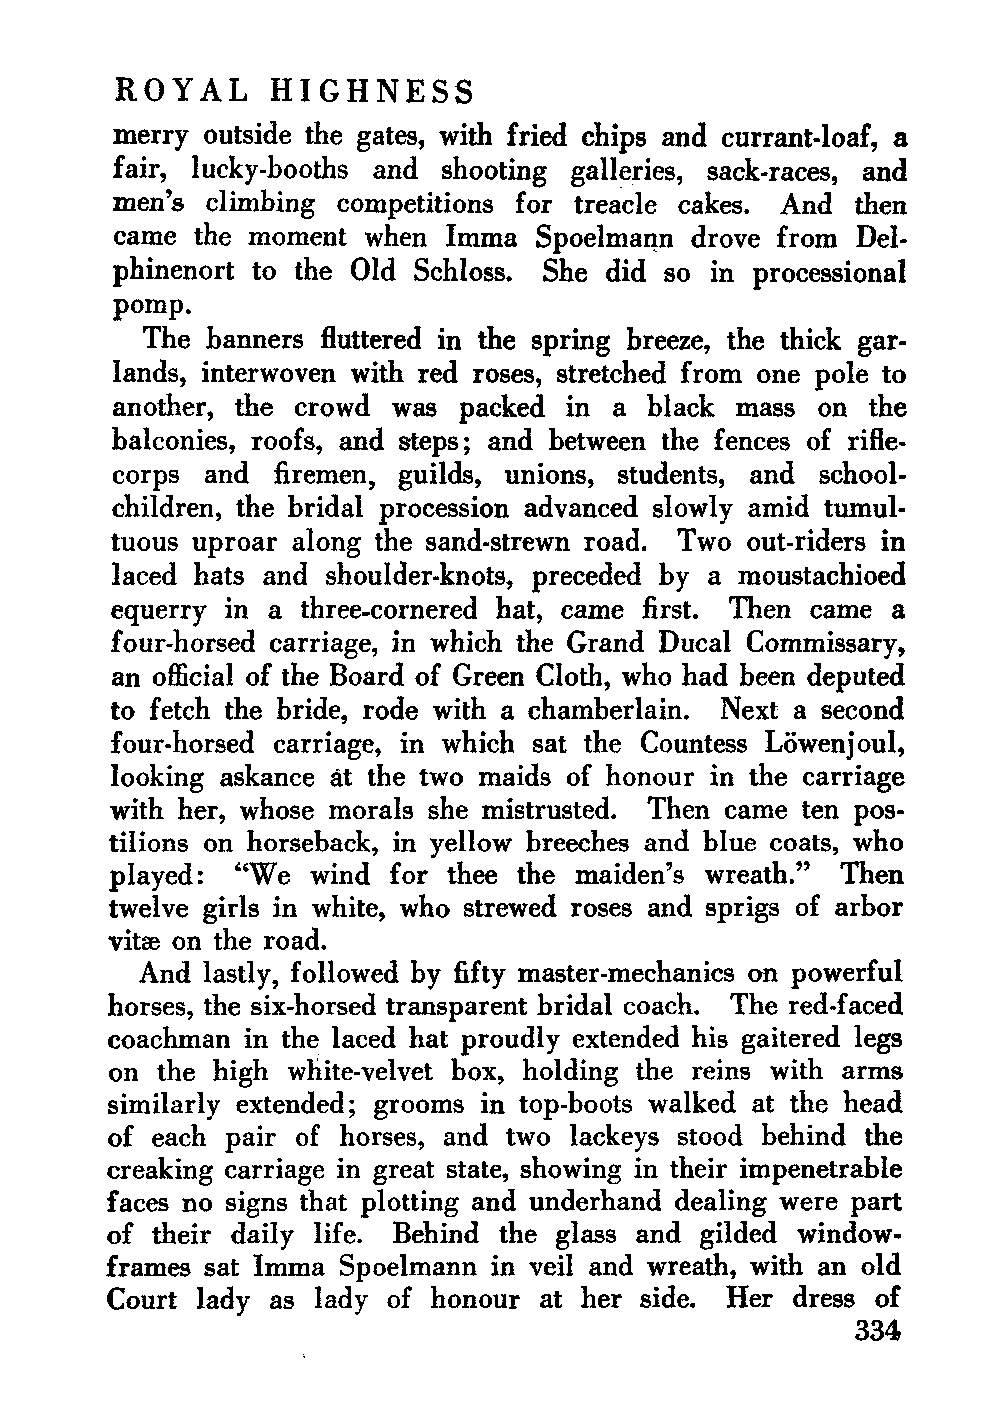 ROYAL HIGHNESS
merry outside the gates, with fried chips and currant-loaf, a
fair, lucky-booths and shooting galleries, sack-races, and
men's climbing competitions for treacle cakes. And then
came the moment when Imma Spoelmann drove from Del-
phinenort to the Old Schloss. She did so in processional
pomp.
The banners fluttered in the spring breeze, the thick gar-
lands, interwoven with red roses, stretched from one pole to
another, the crowd was packed in a black mass on the
balconies, roofs, and steps; and between the fences of rifle-
corps and firemen, guilds, unions, students, and school-
children, the bridal procession advanced slowly amid tumul-
tuous uproar along the sand-strewn road. Two out-riders in
laced hats and shoulder-knots, preceded by a moustachioed
equerry in a three-cornered hat, came first. Then came a
four-horsed carriage, in which the Grand Ducal Commissary,
an official of the Board of Green Cloth, who had been deputed
to fetch the bride, rode with a chamberlain. Next a second
four-horsed carriage, in which sat the Countess Löwenjoul,
looking askance at the two maids of honour in the carriage
with her, whose morals she mistrusted. Then came ten pos-
tilions on horseback, in yellow breeches and blue coats, who
played: "We wind for thee the maiden's wreath." Then
twelve girls in white, who strewed roses and sprigs of arbor
vitæ on the road.
And lastly, followed by fifty master-mechanics on powerful
horses, the six-horsed transparent bridal coach. The red-faced
coachman in the laced hat proudly extended his gaitered legs
on the high white-velvet box, holding the reins with arms
similarly extended; grooms in top-boots walked at the head
of each pair of horses, and two lackeys stood behind the
creaking carriage in great state, showing in their impenetrable
faces no signs that plotting and underhand dealing were part
of their daily life. Behind the glass and gilded window-
frames sat Imma Spoelmann in veil and wreath, with an old
Court lady as lady of honour at her side. Her dress of
334